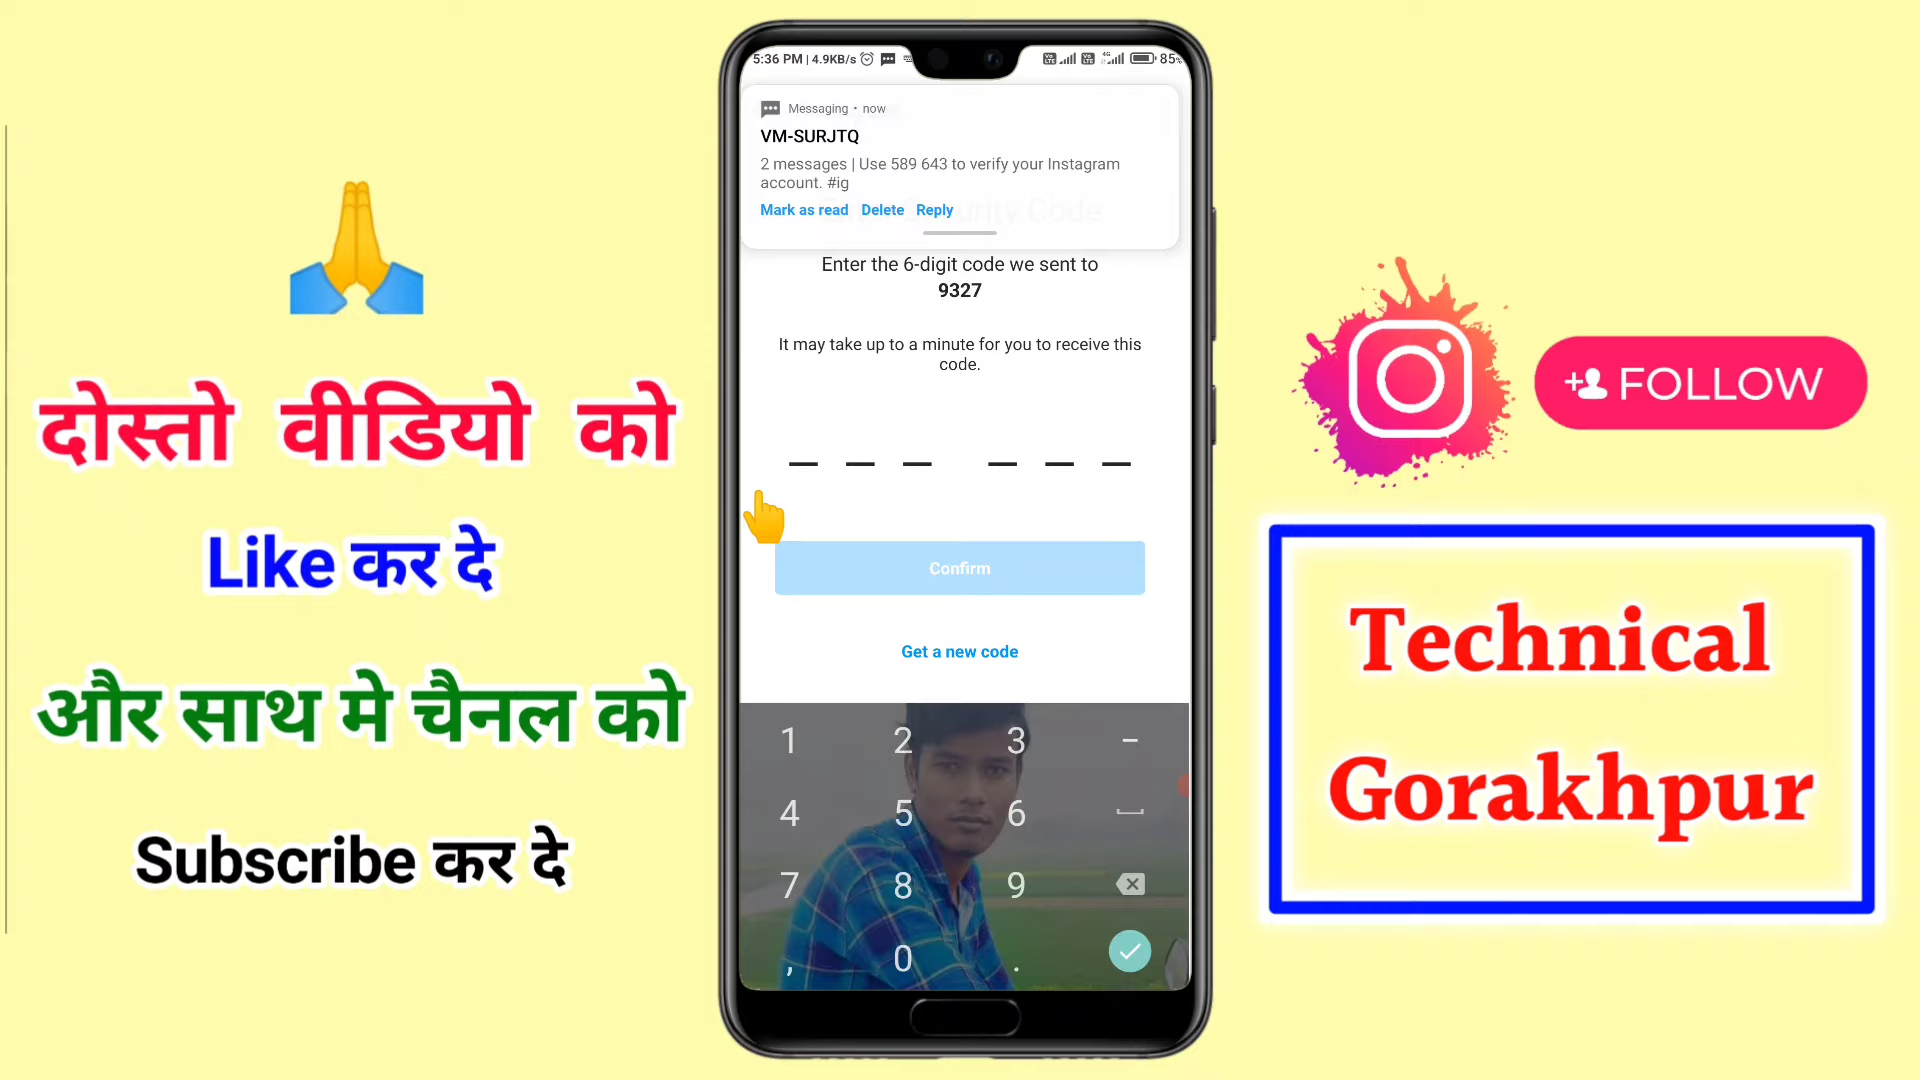 दोस्तो वीडियो को
Like कर दे
और साथ मे चैनल को
Subscribe कर दे
5:36 PM | 4.9KB/s
4G
85%
Messaging • now
VM-SURJTQ
2 messages | Use 589 643 to verify your Instagram
account. #ig
Mark as read Delete Reply
Enter the 6-digit code we sent to
9327
It may take up to a minute for you to receive this
code.
Confirm
Get a new code
1 2 3 –
4 5 6
7 8 9
, 0 .
FOLLOW
Technical
Gorakhpur